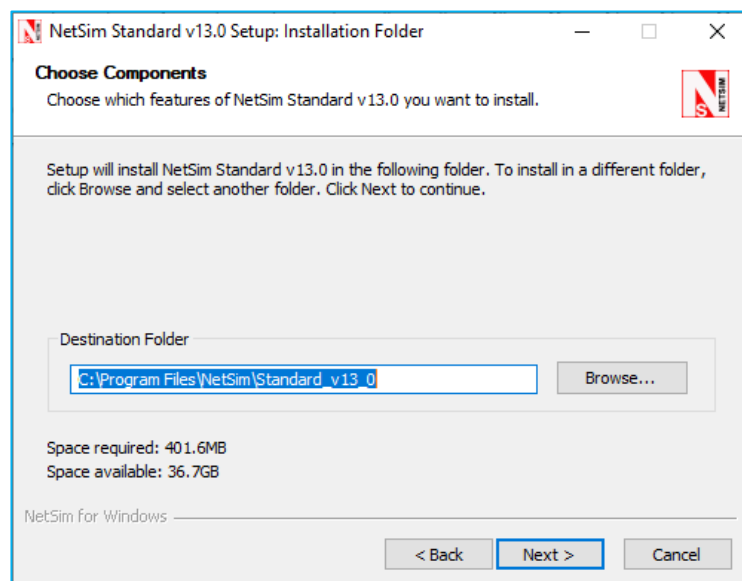 NetSim Standard v13.0 Setup: Installation Folder
Choose Components
Choose which features of NetSim Standard v13.0 you want to install.
NS
NETSIM
Setup will install NetSim Standard v13.0 in the following folder. To install in a different folder,
click Browse and select another folder. Click Next to continue.
Destination Folder
C:\Program Files\NetSim\Standard_v13_0
Browse...
Space required: 401.6MB
Space available: 36.7GB
NetSim for Windows
< Back
Next >
Cancel